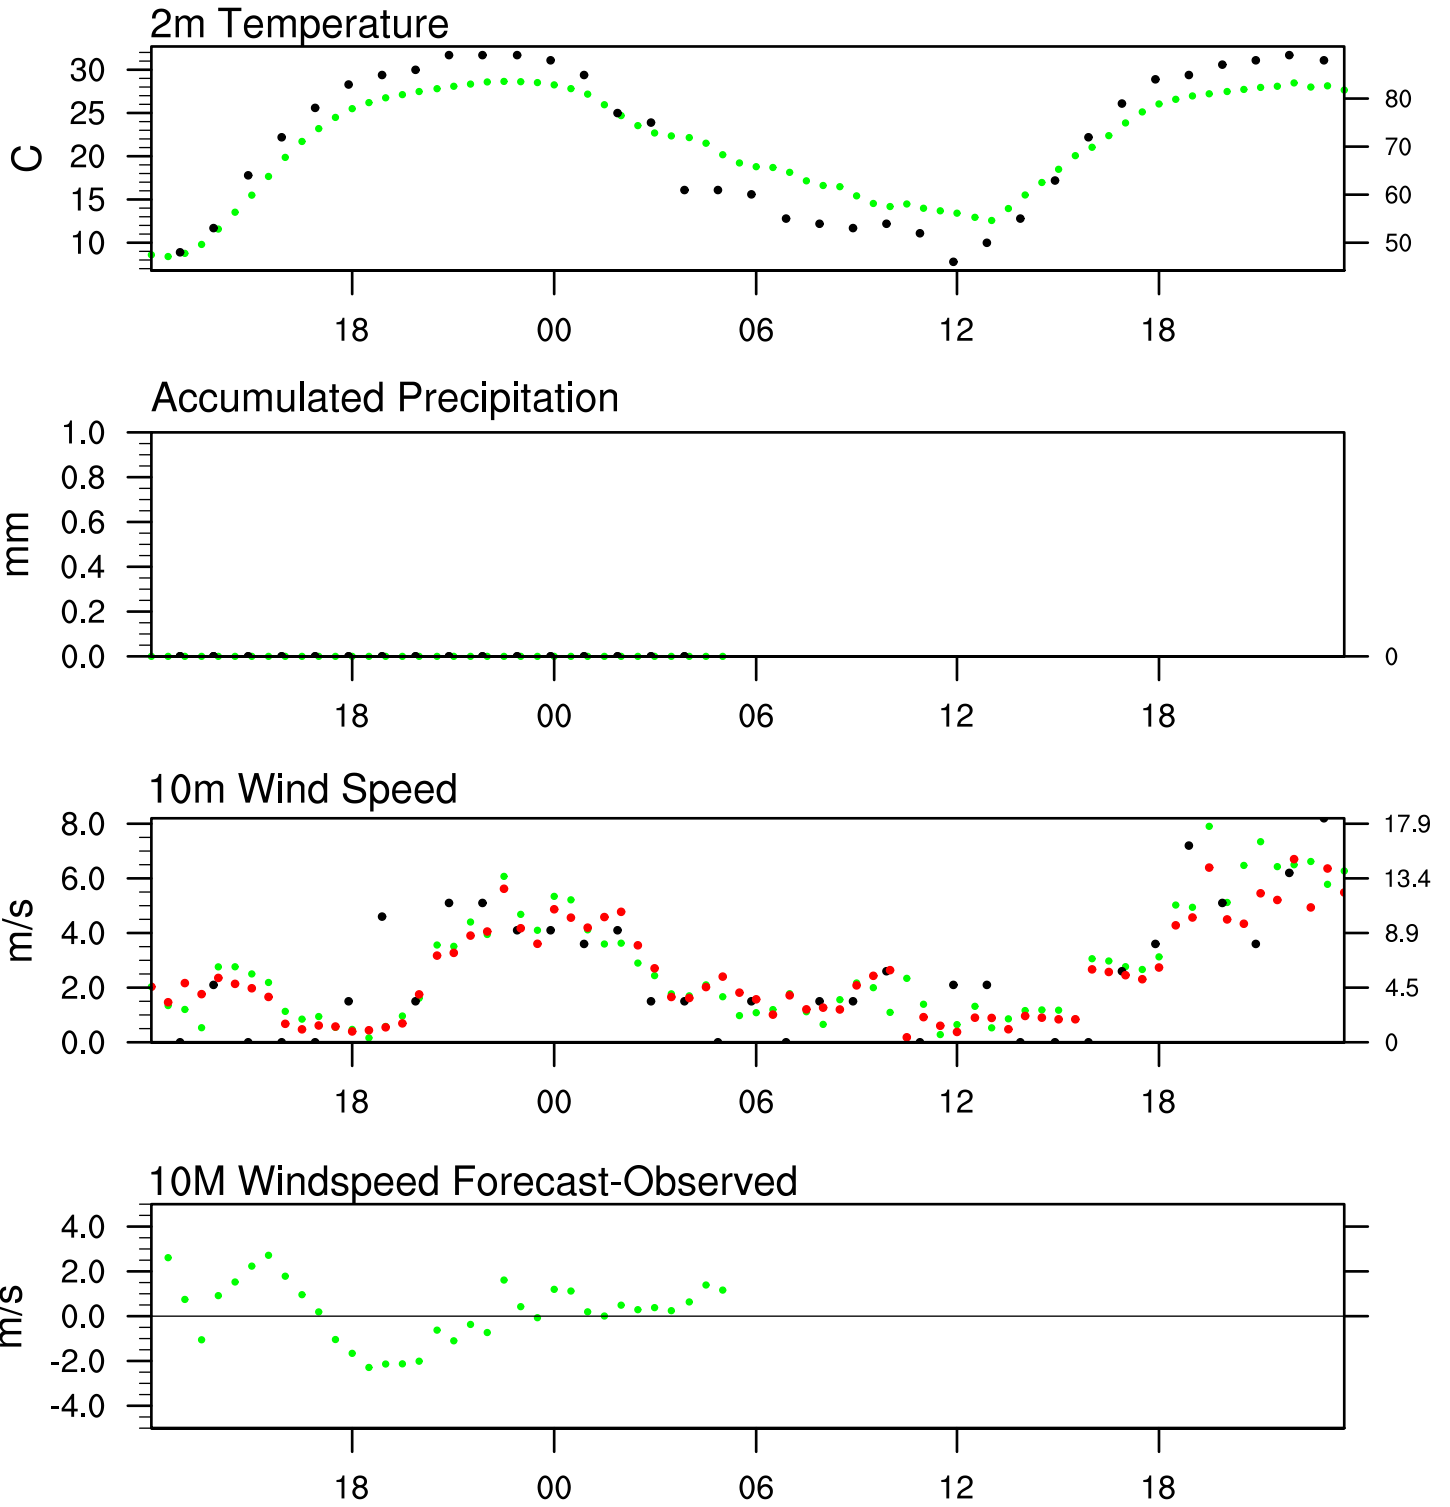 2m Temperature
C
30
25
20
15
10
80
70
60
50
18 00 06 12 18
Accumulated Precipitation
mm
1.0
0.8
0.6
0.4
0.2
0.0
0
18 00 06 12 18
10m Wind Speed
m/s
8.0
6.0
4.0
2.0
0.0
17.9
13.4
8.9
4.5
0
18 00 06 12 18
10M Windspeed Forecast-Observed
m/s
4.0
2.0
0.0
-2.0
-4.0
18 00 06 12 18